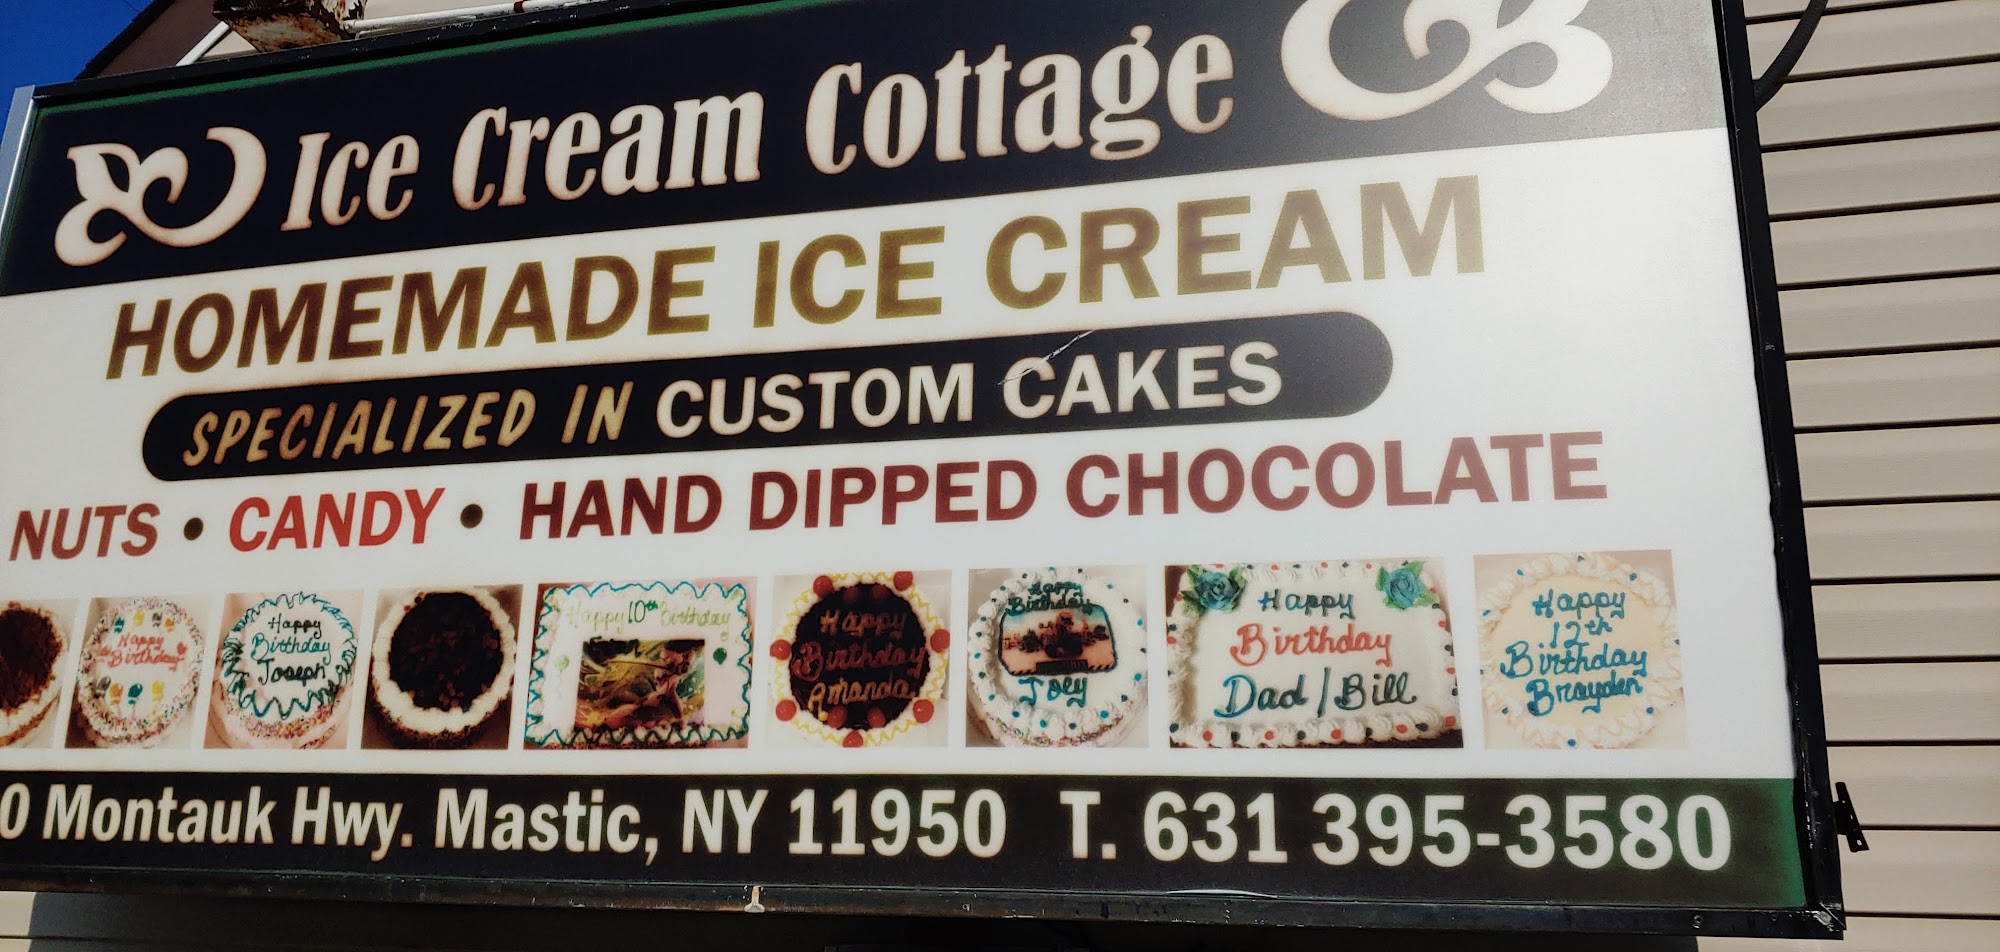 Ice Cream Cottage
HOMEMADE ICE CREAM
SPECIALIZED IN CUSTOM CAKES
NUTS • CANDY • HAND DIPPED CHOCOLATE
Happy
Birthday
Happy
Birthday
Joseph
Happy 10th Birthday
Happy
Birthday
Amanda
Happy
Birthday
Joey
Happy
Birthday
Dad/Bill
Happy
12th
Birthday
Brayden
0 Montauk Hwy. Mastic, NY 11950 T. 631 395-3580